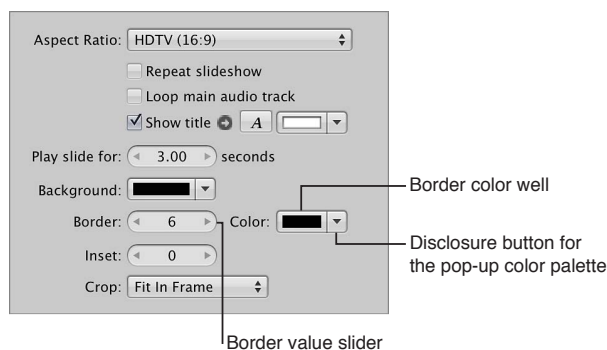 Aspect Ratio: HDTV (16:9)
Repeat slideshow
Loop main audio track
Show title A
Play slide for: 3.00 seconds
Background:
Border: 6 Color:
Inset: 0
Crop: Fit In Frame
Border color well
Disclosure button for
the pop-up color palette
Border value slider